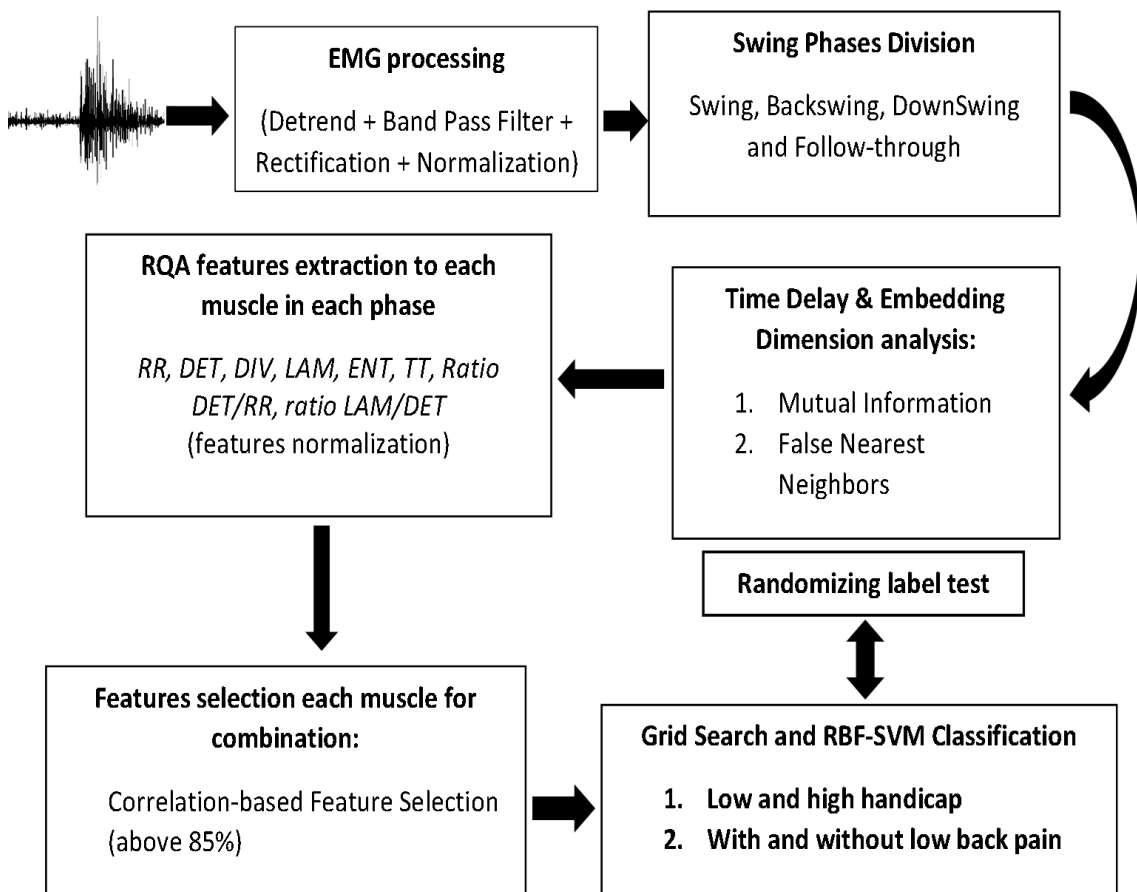 EMG processing
(Detrend + Band Pass Filter +
Rectification + Normalization)
Swing Phases Division
Swing, Backswing, DownSwing
and Follow-through
Time Delay & Embedding
Dimension analysis:
1. Mutual Information
2. False Nearest
Neighbors
RQA features extraction to each
muscle in each phase
RR, DET, DIV, LAM, ENT, TT, Ratio
DET/RR, ratio LAM/DET
(features normalization)
Features selection each muscle for
combination:
Correlation-based Feature Selection
(above 85%)
Grid Search and RBF-SVM Classification
1. Low and high handicap
2. With and without low back pain
Randomizing label test